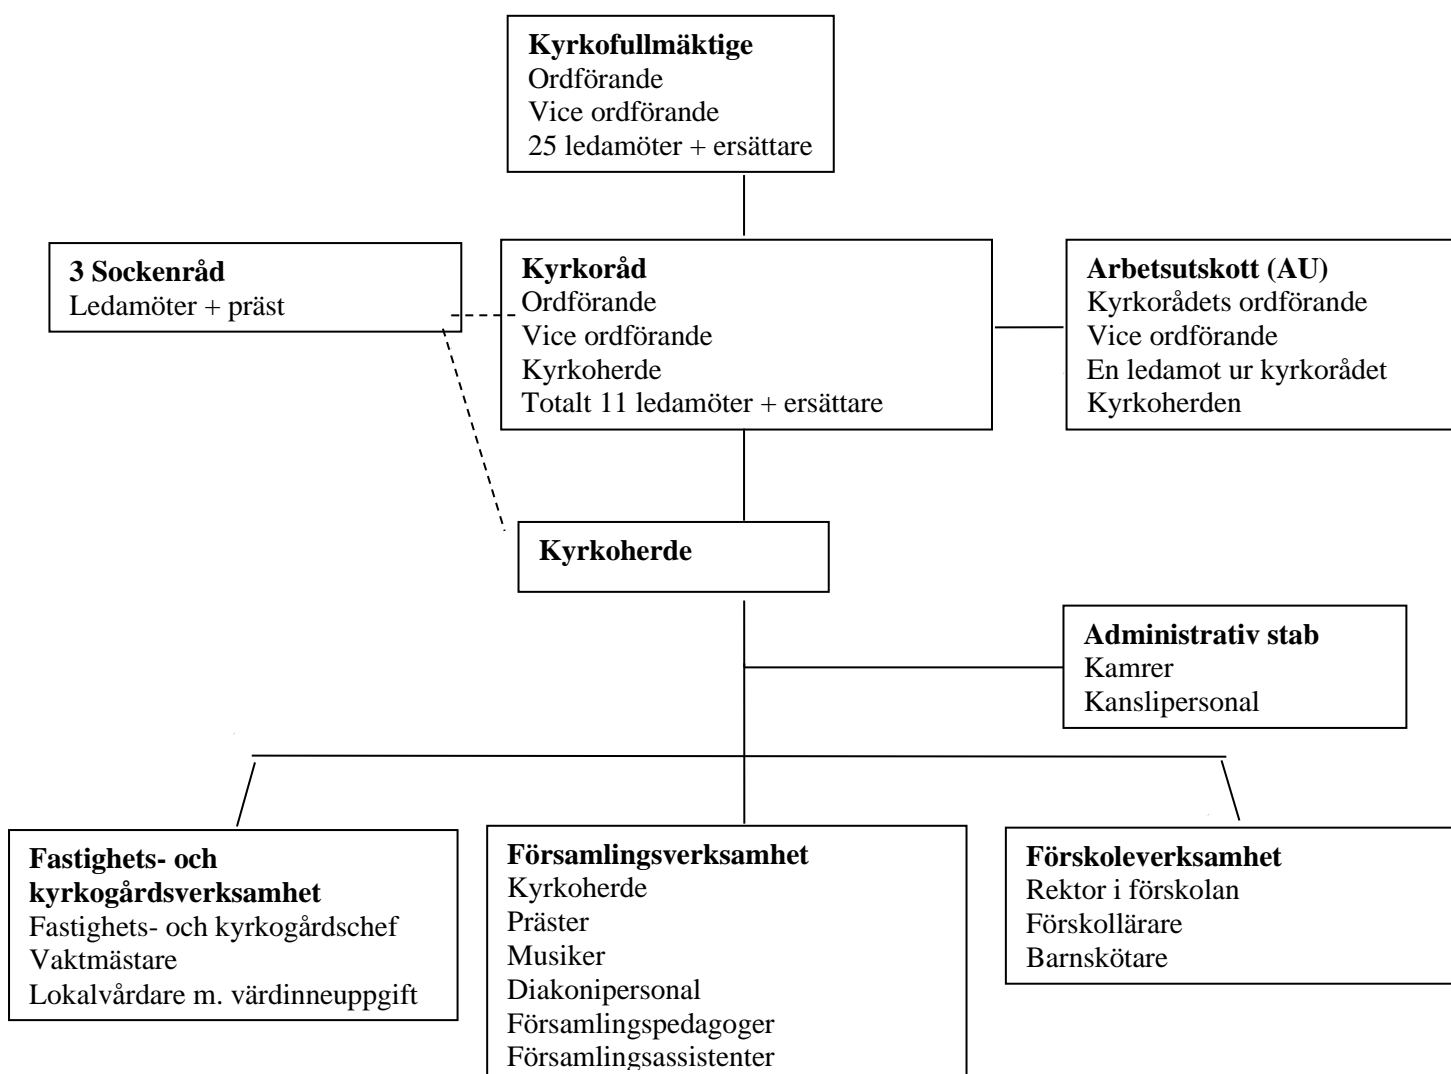 Kyrkofullmäktige
Ordförande
Vice ordförande
25 ledamöter + ersättare
3 Sockenråd
Ledamöter + präst
Kyrkoråd
Ordförande
Vice ordförande
Kyrkoherde
Totalt 11 ledamöter + ersättare
Arbetsutskott (AU)
Kyrkorådets ordförande
Vice ordförande
En ledamot ur kyrkorådet
Kyrkoherden
Kyrkoherde
Administrativ stab
Kamrer
Kanslipersonal
Fastighets- och
kyrkogårdsverksamhet
Fastighets- och kyrkogårdschef
Vaktmästare
Lokalvårdare m. värdinneuppgift
Församlingsverksamhet
Kyrkoherde
Präster
Musiker
Diakonipersonal
Församlingspedagoger
Församlingsassistenter
Förskoleverksamhet
Rektor i förskolan
Förskollärare
Barnskötare